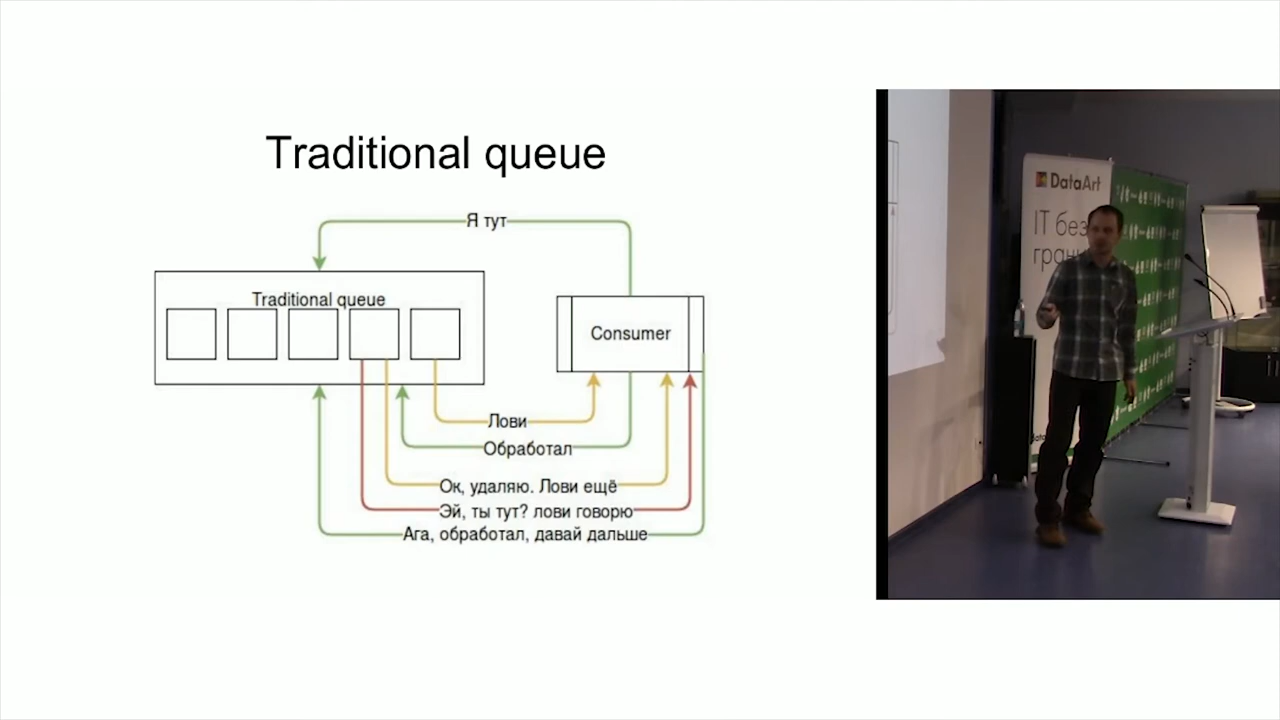 Traditional queue
Я тут
Traditional queue
Consumer
Лови
Обработал
Ок, удаляю. Лови ещё
Эй, ты тут? лови говорю
Ага, обработал, давай дальше
DataArt
IT без
гран